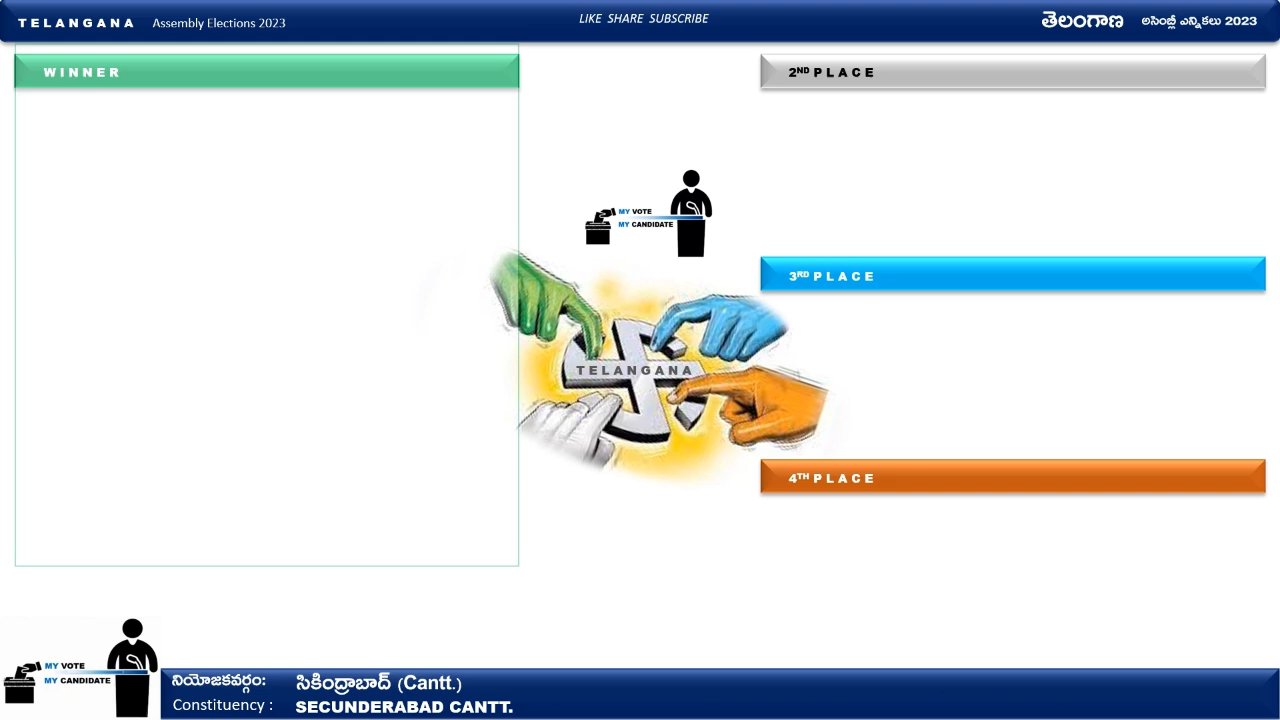 TELANGANA Assembly Elections 2023
LIKE SHARE SUBSCRIBE
తెలంగాణ అసెంబ్లీ ఎన్నికలు 2023
WINNER
2ND PLACE
MY VOTE
MY CANDIDATE
3RD PLACE
TELANGANA
4TH PLACE
MY VOTE
MY CANDIDATE
నియోజకవర్గం: సికింద్రాబాద్ (Cantt.)
Constituency : SECUNDERABAD CANTT.